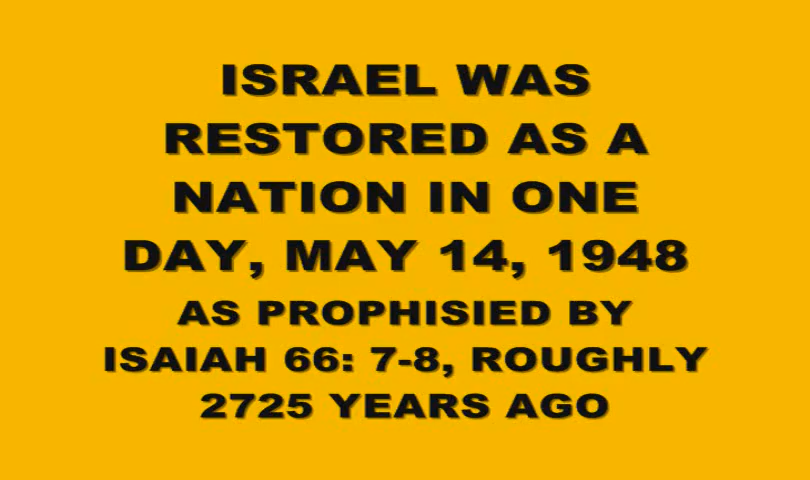 ISRAEL WAS
RESTORED AS A
NATION IN ONE
DAY, MAY 14, 1948
AS PROPHISIED BY
ISAIAH 66: 7-8, ROUGHLY
2725 YEARS AGO